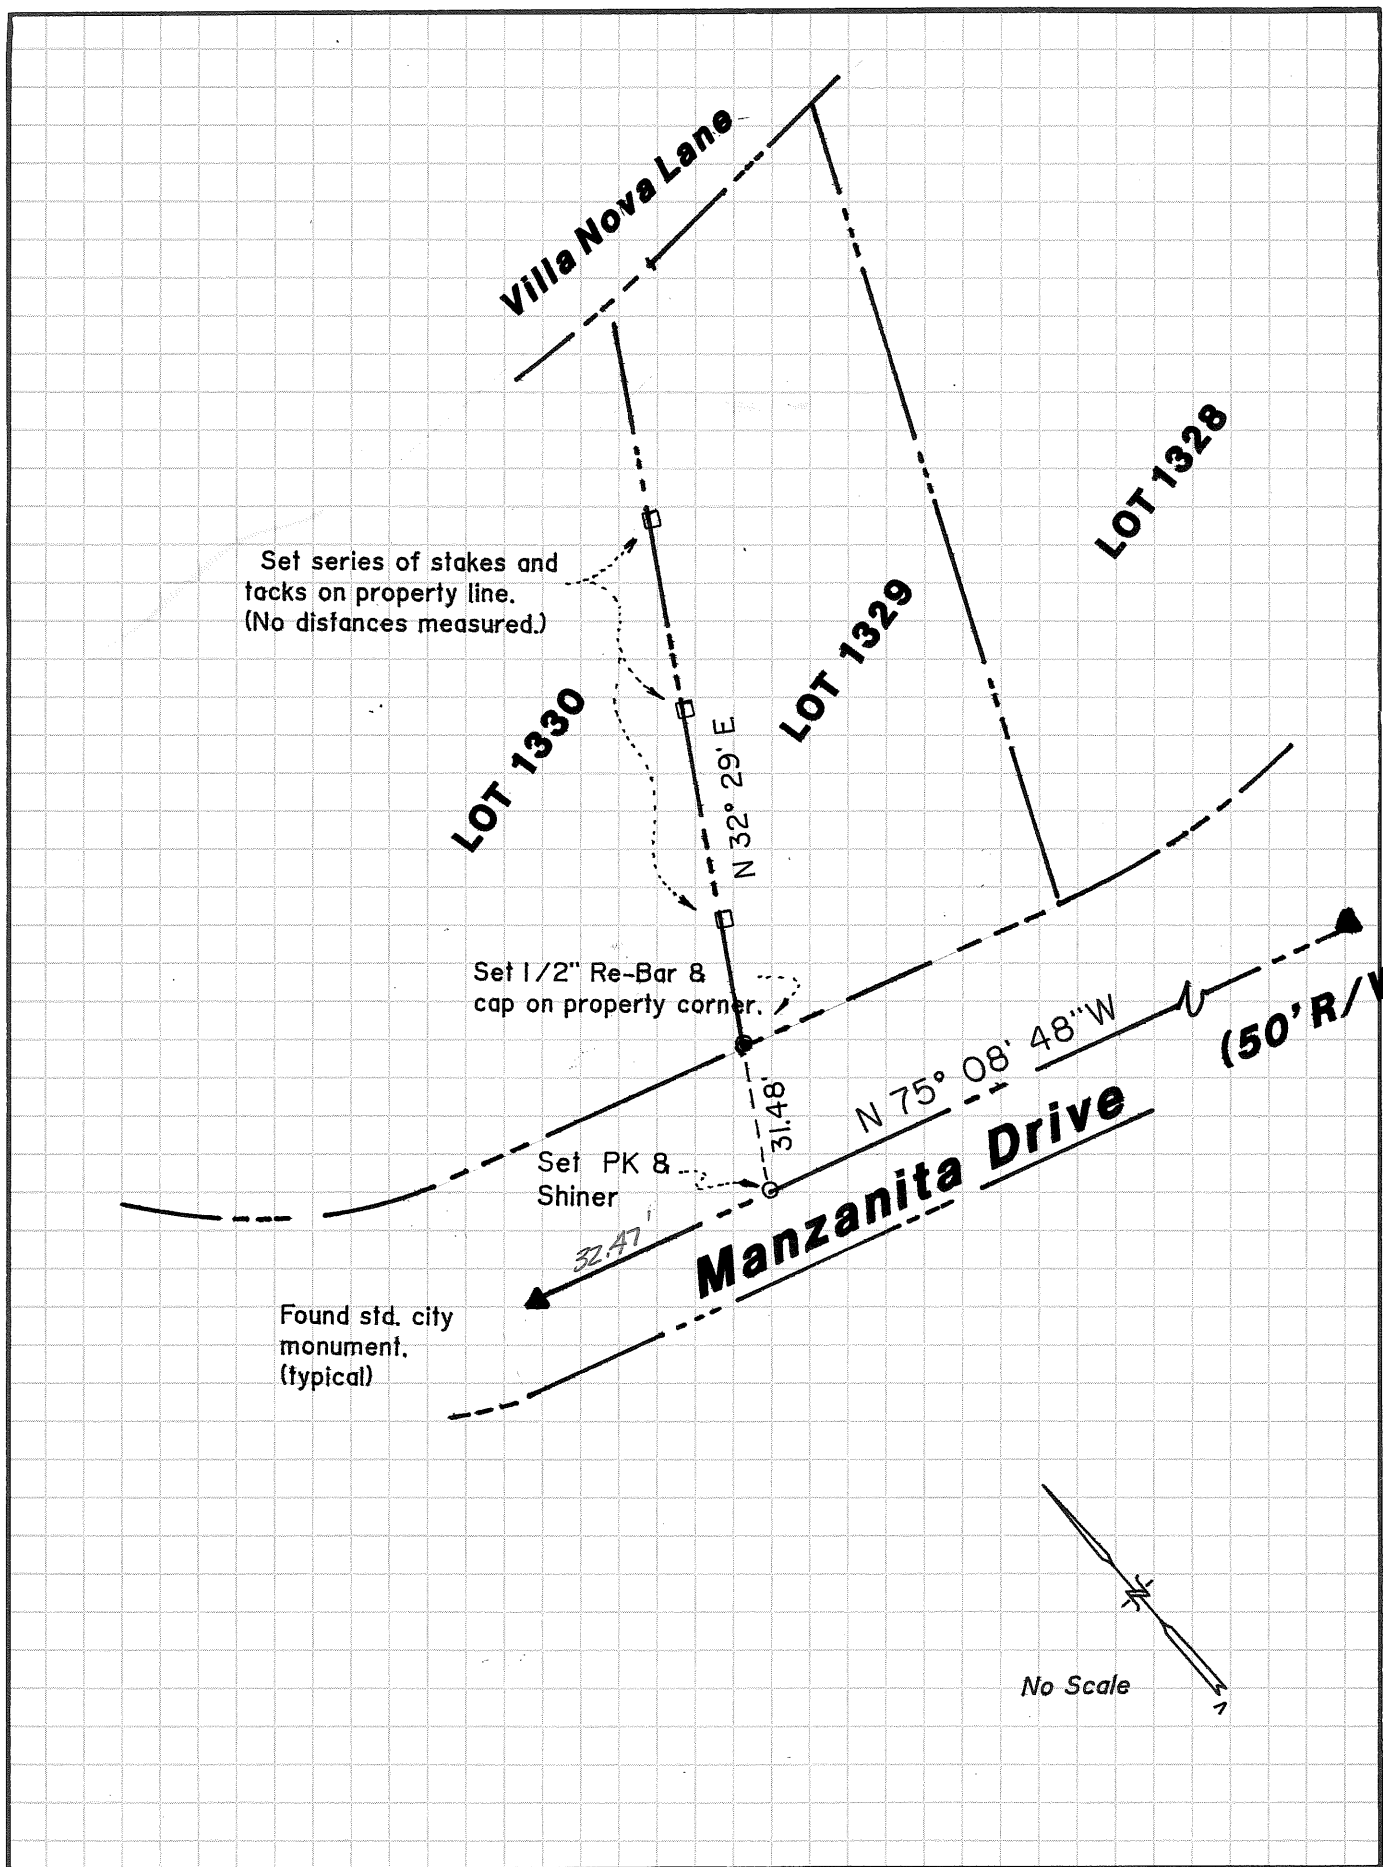 Villa Nova Lane
LOT 1328
Set series of stakes and
tacks on property line.
(No distances measured.)
LOT 1329
LOT 1330
N 32° 29' E
Set 1/2" Re-Bar &
cap on property corner.
(50' R/W
N 75° 08' 48" W
31.48'
Manzanita Drive
Set PK &
Shiner
32.47'
Found std. city
monument.
(typical)
No Scale